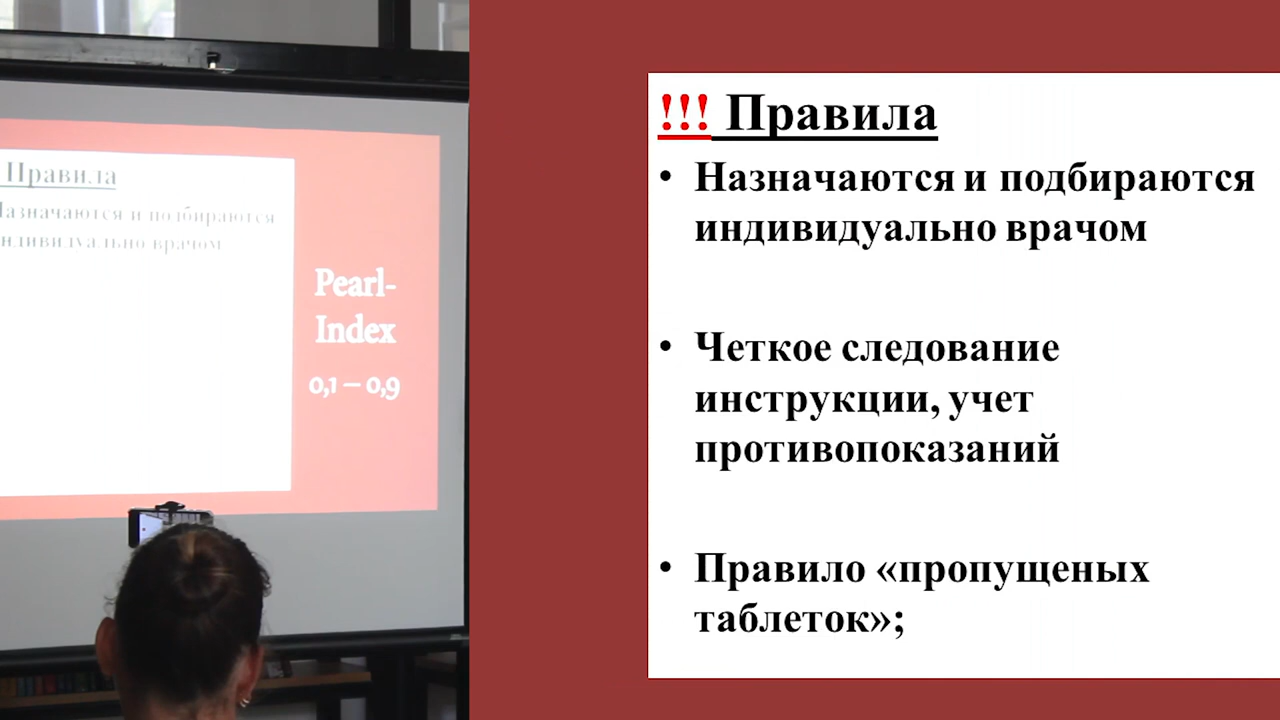 Правила
Назначаются и подбираются
индивидуально врачом
Pearl-
Index
0,1 – 0,9
!!! Правила
• Назначаются и подбираются
индивидуально врачом
• Четкое следование
инструкции, учет
противопоказаний
• Правило «пропущеных
таблеток»;